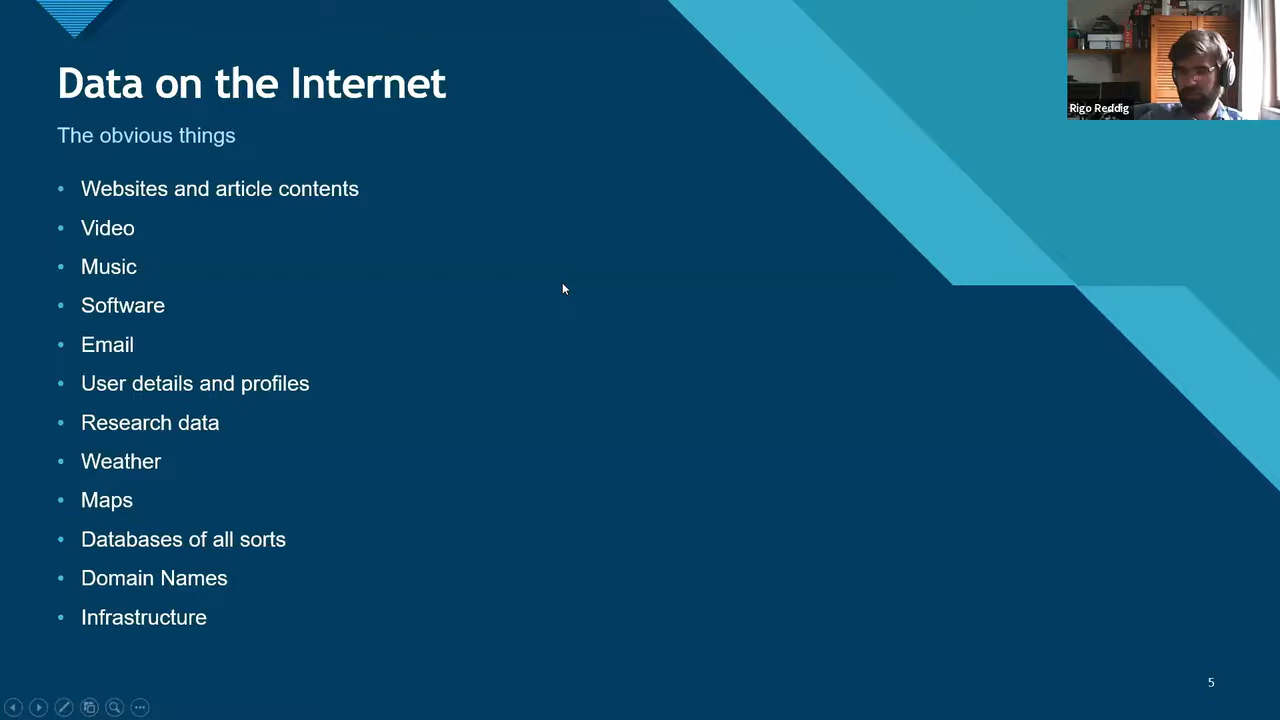 Data on the Internet
The obvious things
• Websites and article contents
• Video
• Music
• Software
• Email
• User details and profiles
• Research data
• Weather
• Maps
• Databases of all sorts
• Domain Names
• Infrastructure
Rigo Reddig
5